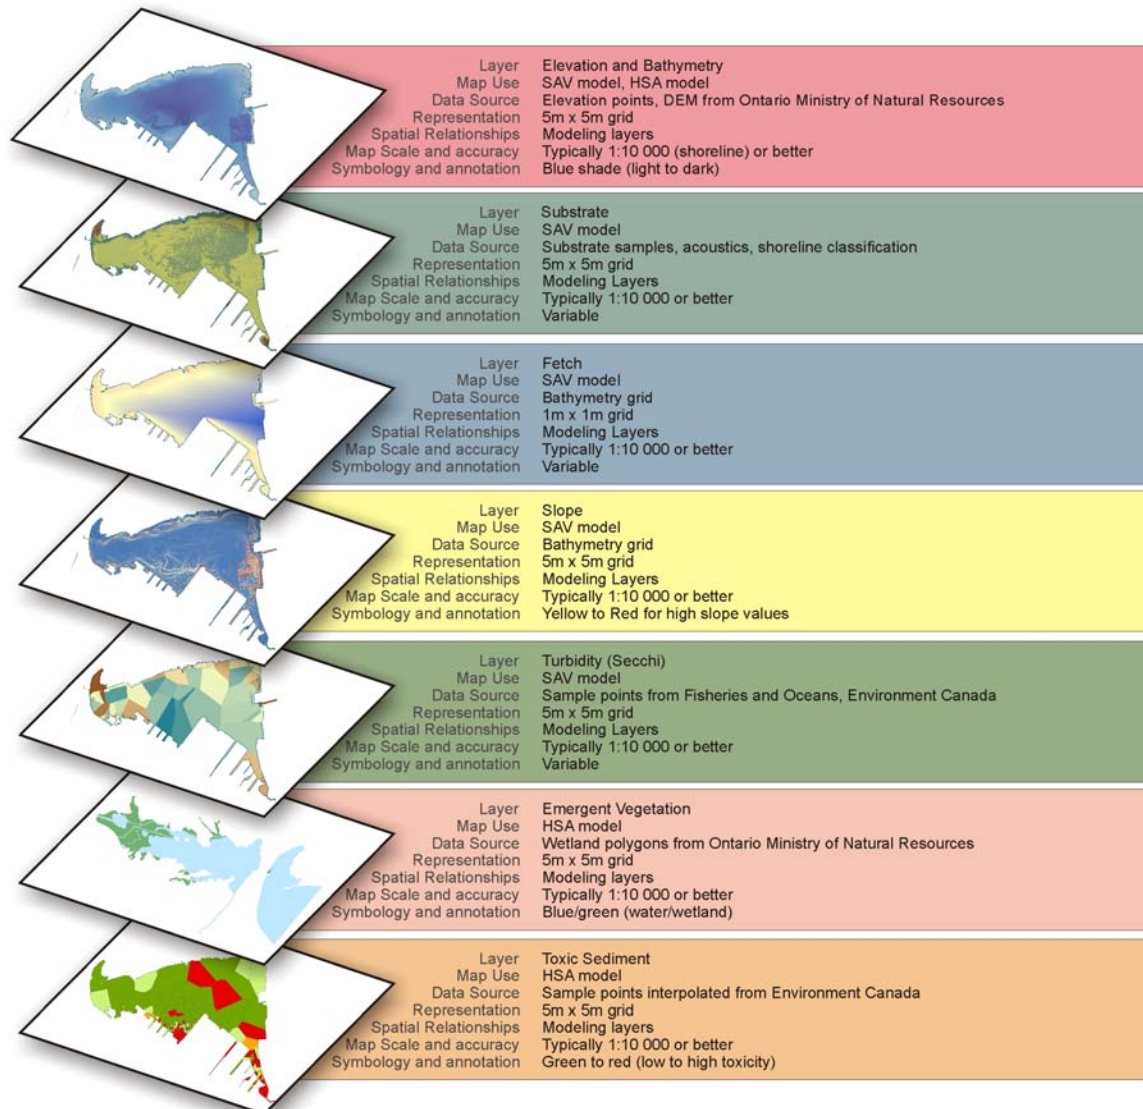 Layer Elevation and Bathymetry
Map Use SAV model, HSA model
Data Source Elevation points, DEM from Ontario Ministry of Natural Resources
Representation 5m x 5m grid
Spatial Relationships Modeling layers
Map Scale and accuracy Typically 1:10 000 (shoreline) or better
Symbology and annotation Blue shade (light to dark)
Layer Substrate
Map Use SAV model
Data Source Substrate samples, acoustics, shoreline classification
Representation 5m x 5m grid
Spatial Relationships Modeling Layers
Map Scale and accuracy Typically 1:10 000 or better
Symbology and annotation Variable
Layer Fetch
Map Use SAV model
Data Source Bathymetry grid
Representation 1m x 1m grid
Spatial Relationships Modeling Layers
Map Scale and accuracy Typically 1:10 000 or better
Symbology and annotation Variable
Layer Slope
Map Use SAV model
Data Source Bathymetry grid
Representation 5m x 5m grid
Spatial Relationships Modeling Layers
Map Scale and accuracy Typically 1:10 000 or better
Symbology and annotation Yellow to Red for high slope values
Layer Turbidity (Secchi)
Map Use SAV model
Data Source Sample points from Fisheries and Oceans, Environment Canada
Representation 5m x 5m grid
Spatial Relationships Modeling Layers
Map Scale and accuracy Typically 1:10 000 or better
Symbology and annotation Variable
Layer Emergent Vegetation
Map Use HSA model
Data Source Wetland polygons from Ontario Ministry of Natural Resources
Representation 5m x 5m grid
Spatial Relationships Modeling layers
Map Scale and accuracy Typically 1:10 000 or better
Symbology and annotation Blue/green (water/wetland)
Layer Toxic Sediment
Map Use HSA model
Data Source Sample points interpolated from Environment Canada
Representation 5m x 5m grid
Spatial Relationships Modeling layers
Map Scale and accuracy Typically 1:10 000 or better
Symbology and annotation Green to red (low to high toxicity)